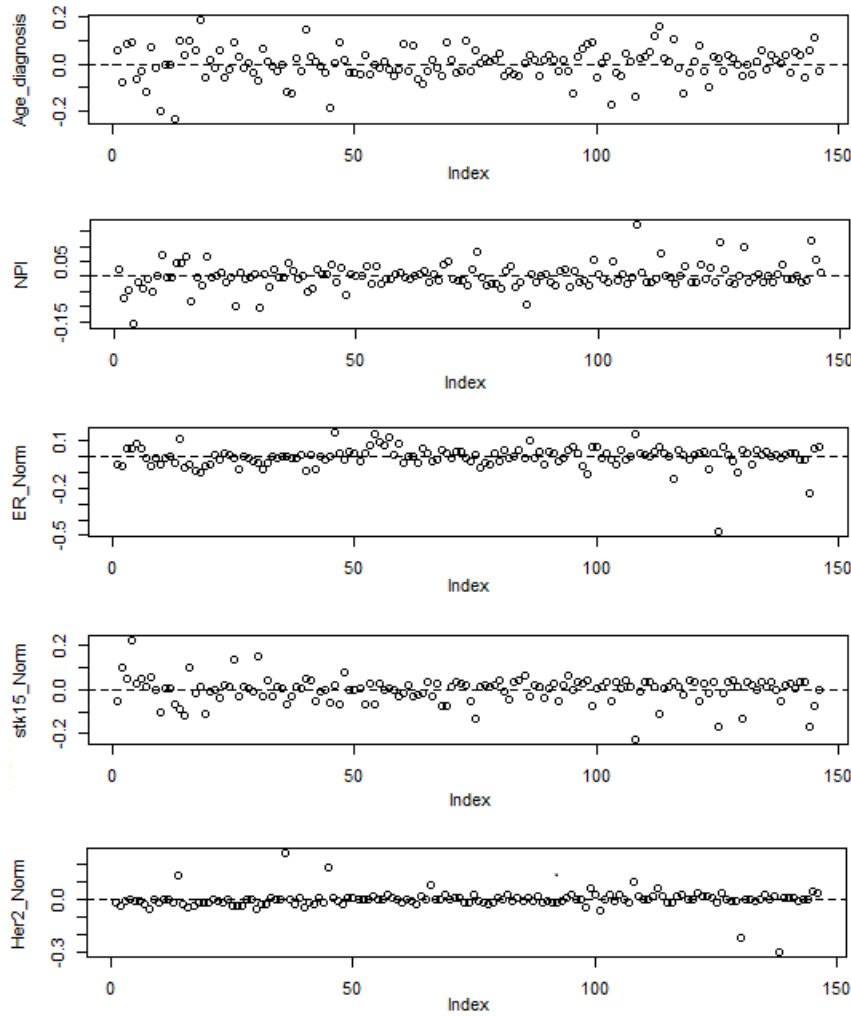 Age_diagnosis
-0.2 0.0 0.2
0 50 100 150
Index
NPI
-0.15 0.05
0 50 100 150
Index
ER_Norm
-0.5 -0.2 0.1
0 50 100 150
Index
stk15_Norm
-0.2 0.0 0.2
0 50 100 150
Index
Her2_Norm
-0.3 0.0
0 50 100 150
Index